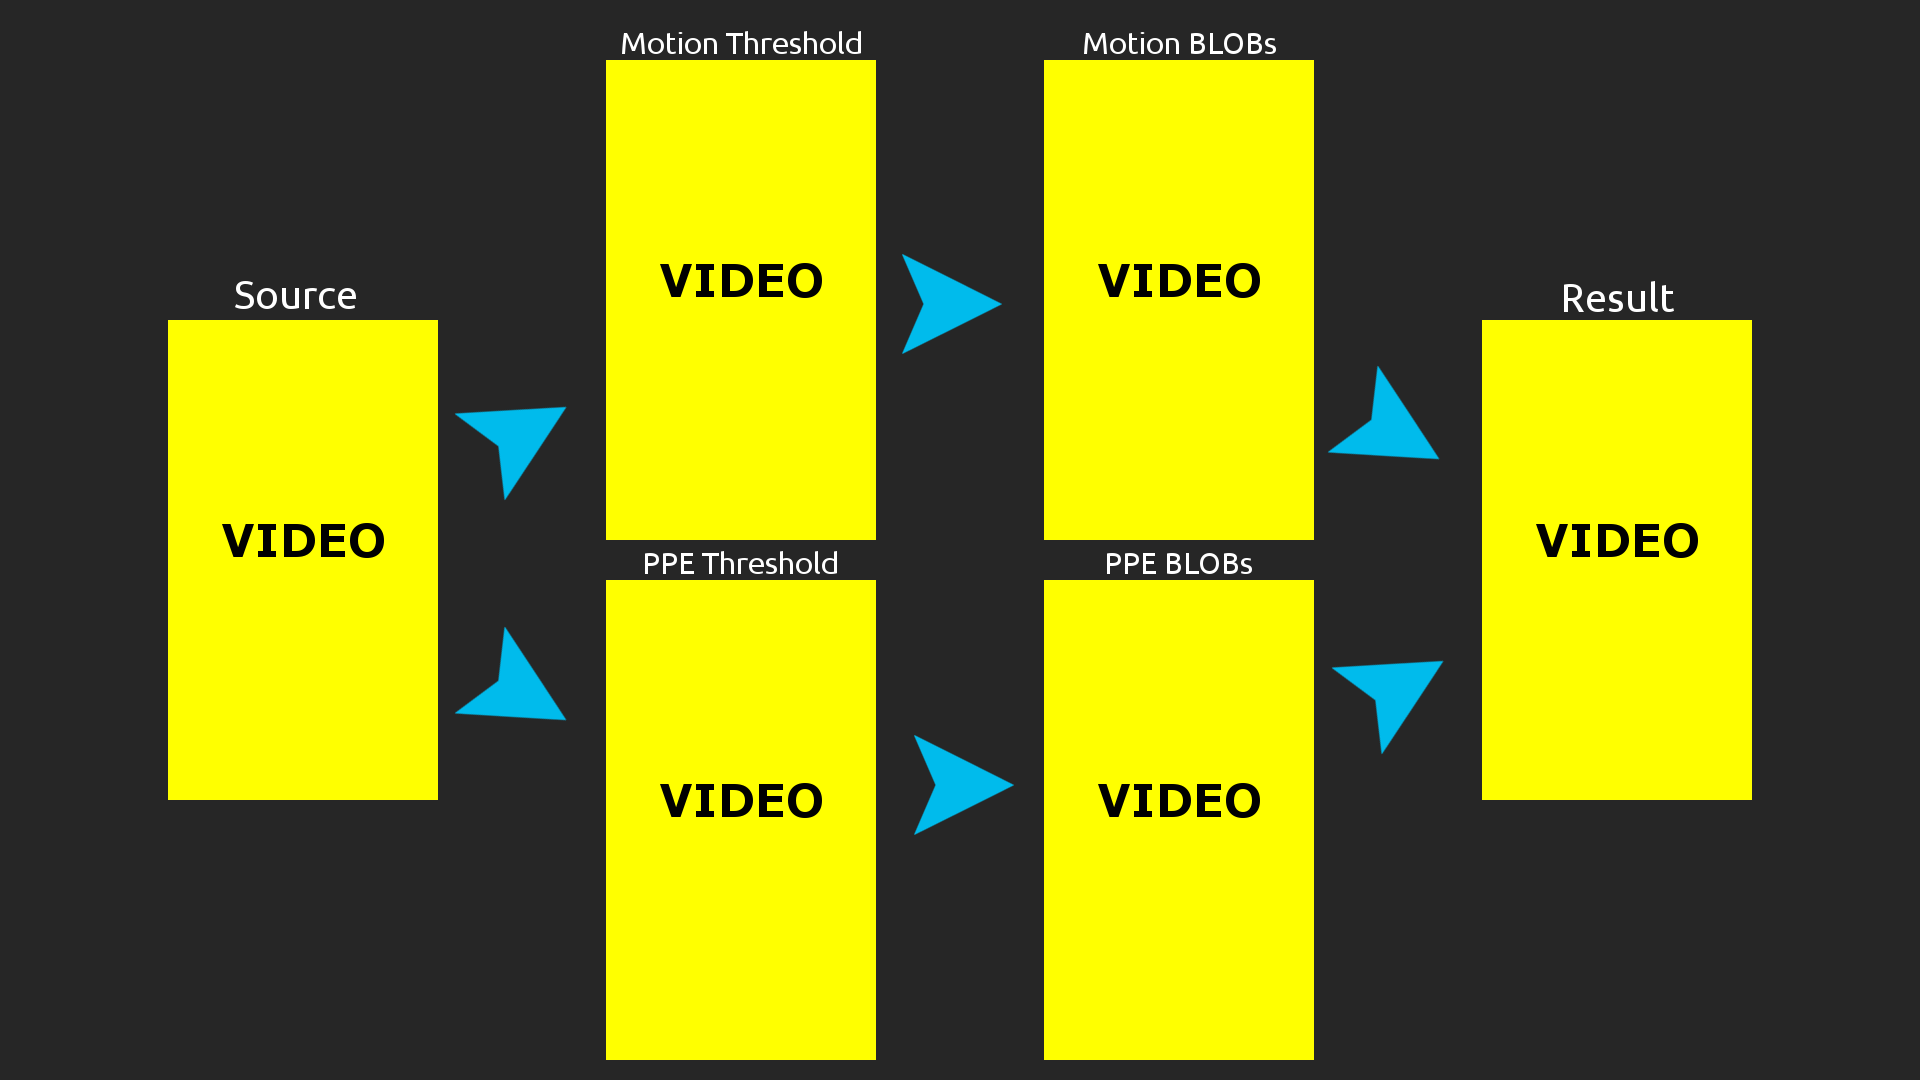 Motion Threshold
VIDEO
Motion BLOBs
VIDEO
Source
VIDEO
PPE Threshold
VIDEO
PPE BLOBs
VIDEO
Result
VIDEO